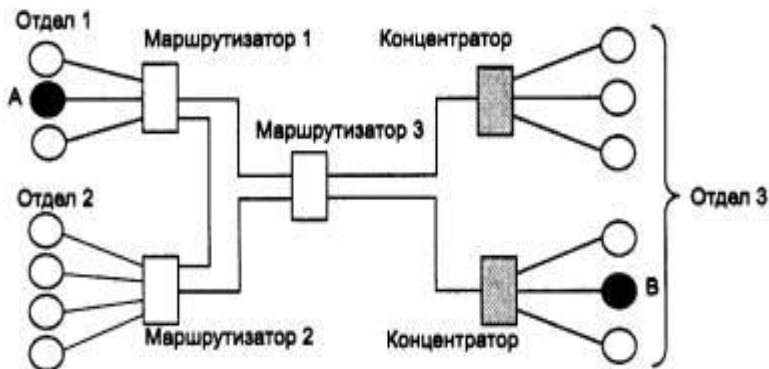 Отдел 1
Маршрутизатор 1
Концентратор
А
Маршрутизатор 3
Отдел 2
Отдел 3
В
Маршрутизатор 2
Концентратор